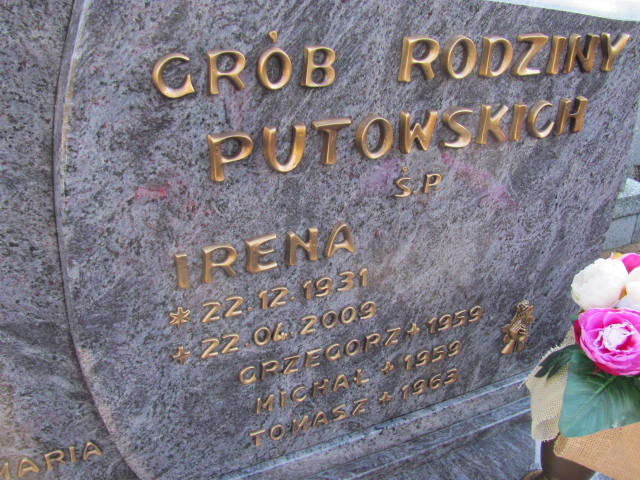 GRÓB RODZINY
PUTOWSKICH
Ś.P
IRENA
* 22.12 1931
+ 22.04.2009
GRZEGORZ + 1959
MICHAŁ + 1959
TOMASZ + 1963
MARIA